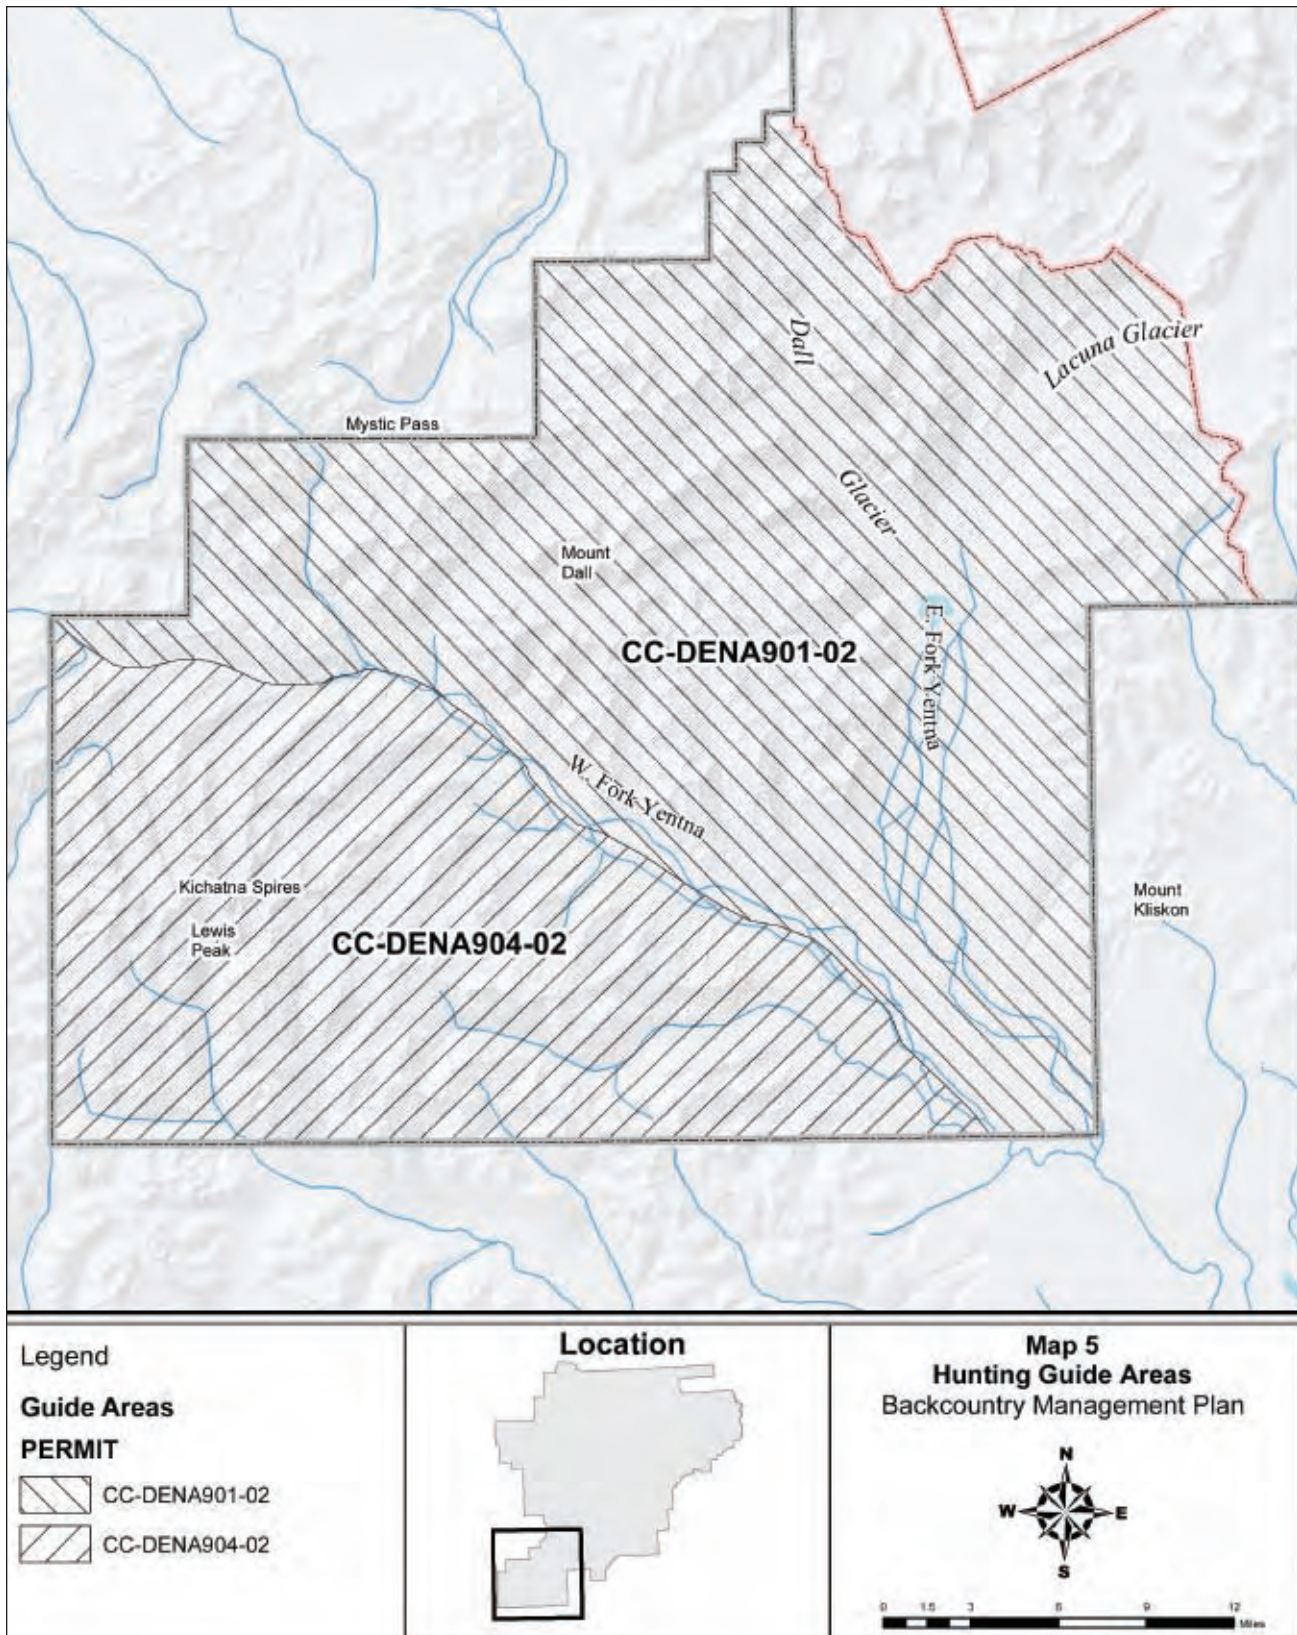 Dall
Lacuna Glacier
Mystic Pass
Glacier
Mount
Dall
E. Fork Yentna
CC-DENA901-02
W. Fork Yentna
Kichatna Spires
Lewis
Peak
CC-DENA904-02
Mount
Kliskon
Legend
Guide Areas
PERMIT
CC-DENA901-02
CC-DENA904-02
Location
Map 5
Hunting Guide Areas
Backcountry Management Plan
N
W E
S
0 1.5 3 6 9 12
Miles